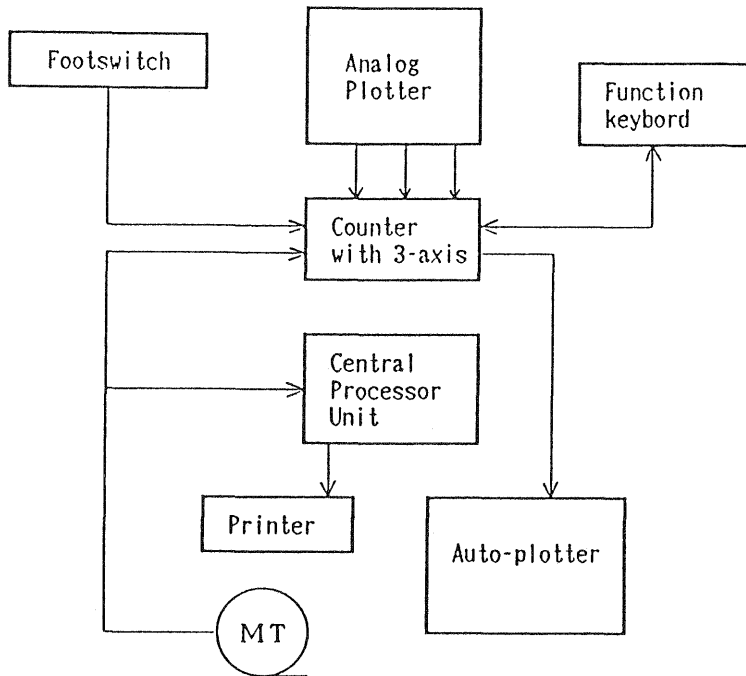 Footswitch
Analog
Plotter
Function
keybord
Counter
with 3-axis
Central
Processor
Unit
Printer
Auto-plotter
MT